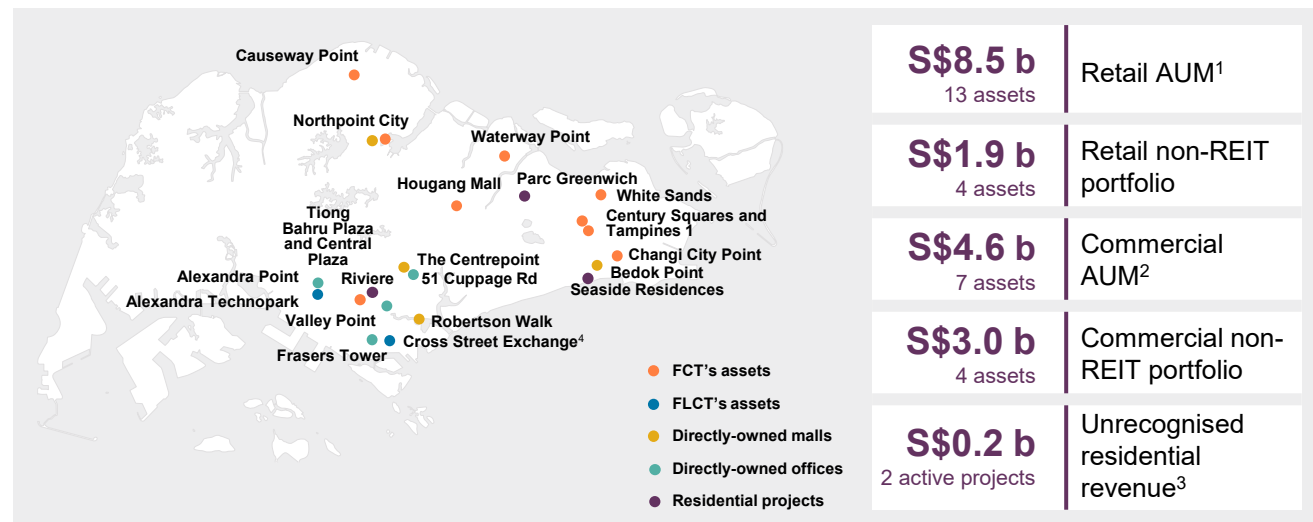 Causeway Point
Northpoint City
Waterway Point
Hougang Mall
Parc Greenwich
White Sands
Century Squares and
Tampines 1
Tiong
Bahru Plaza
and Central
Plaza
Changi City Point
The Centrepoint
Bedok Point
Alexandra Point
Riviere
51 Cuppage Rd
Seaside Residences
Alexandra Technopark
Valley Point
Robertson Walk
Cross Street Exchange4
Frasers Tower
FCT's assets
FLCT's assets
Directly-owned malls
Directly-owned offices
Residential projects
S$8.5 b
13 assets
Retail AUM1
S$1.9 b
4 assets
Retail non-REIT
portfolio
S$4.6 b
7 assets
Commercial
AUM2
S$3.0 b
4 assets
Commercial non-
REIT portfolio
S$0.2 b
2 active projects
Unrecognised
residential
revenue3